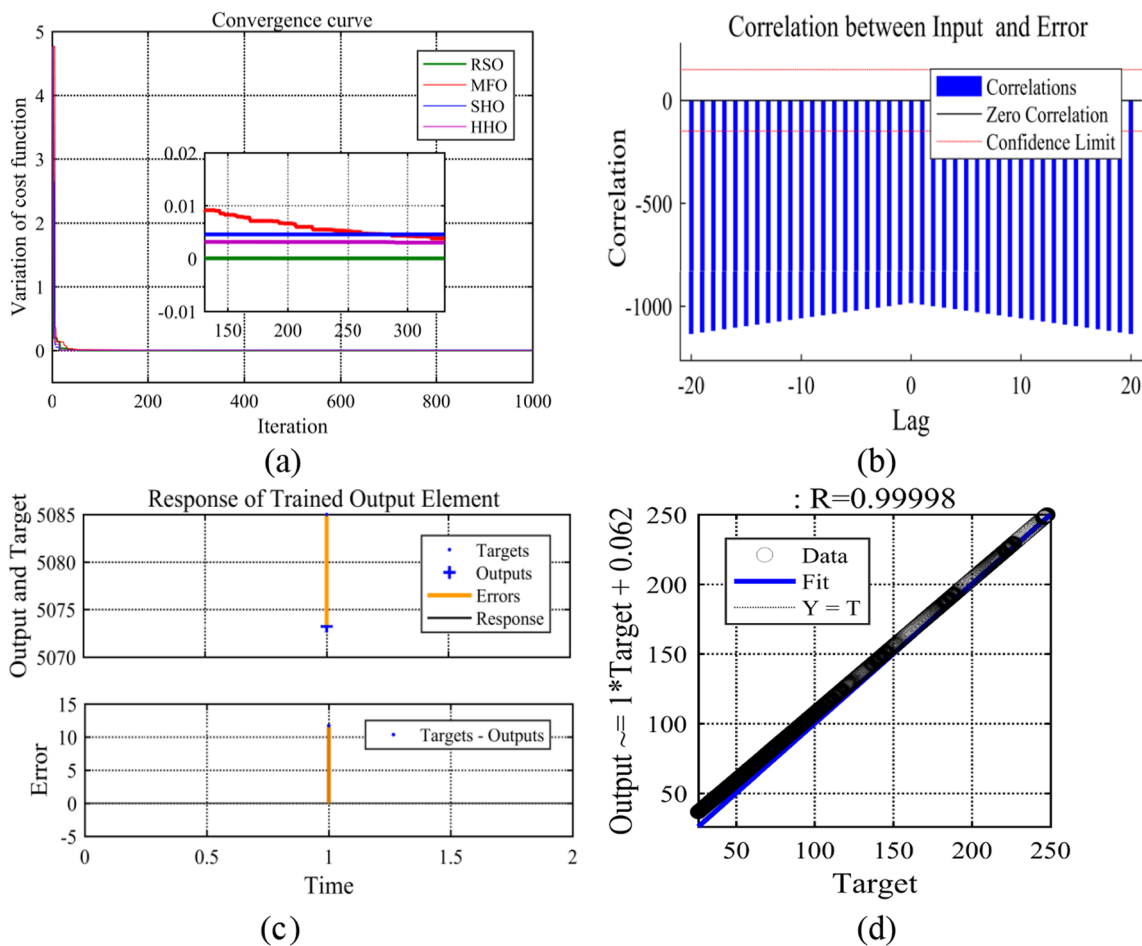 Convergence curve
Variation of cost function
5
4
3
2
1
0
RSO
MFO
SHO
HHO
0.02
0.01
0
-0.01
150 200 250 300
0 200 400 600 800 1000
Iteration
(a)
Correlation between Input and Error
Correlation
0
-500
-1000
Correlations
Zero Correlation
Confidence Limit
-20 -10 0 10 20
Lag
(b)
Response of Trained Output Element
Output and Target
5085
5080
5075
5070
Targets
Outputs
Errors
Response
Error
15
10
5
0
-5
Targets - Outputs
0 0.5 1 1.5 2
Time
(c)
: R=0.99998
Output ~= 1*Target + 0.062
250
200
150
100
50
Data
Fit
Y = T
50 100 150 200 250
Target
(d)